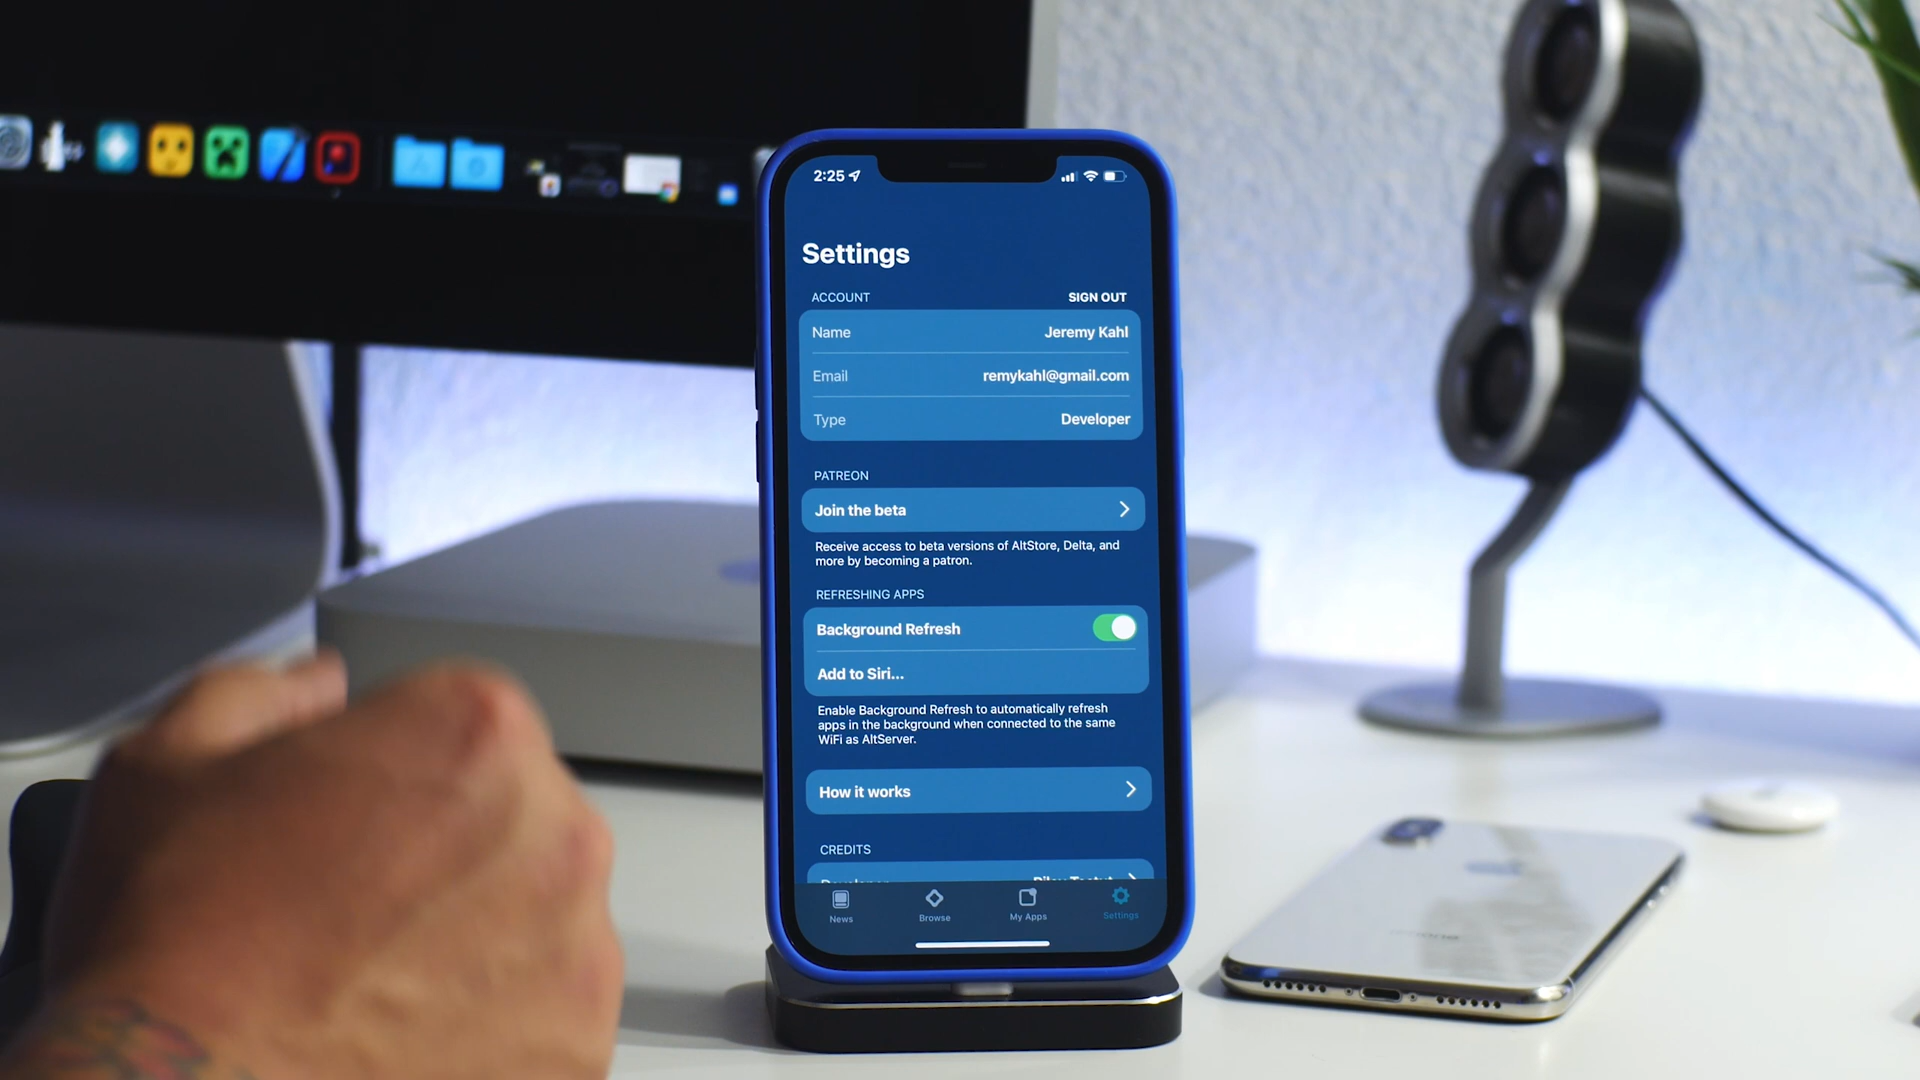 2:25
Settings
ACCOUNT SIGN OUT
Name Jeremy Kahl
Email remykahl@gmail.com
Type Developer
PATREON
Join the beta
Receive access to beta versions of AltStore, Delta, and
more by becoming a patron.
REFRESHING APPS
Background Refresh
Add to Siri...
Enable Background Refresh to automatically refresh
apps in the background when connected to the same
WiFi as AltServer.
How it works
CREDITS
News Browse My Apps Settings